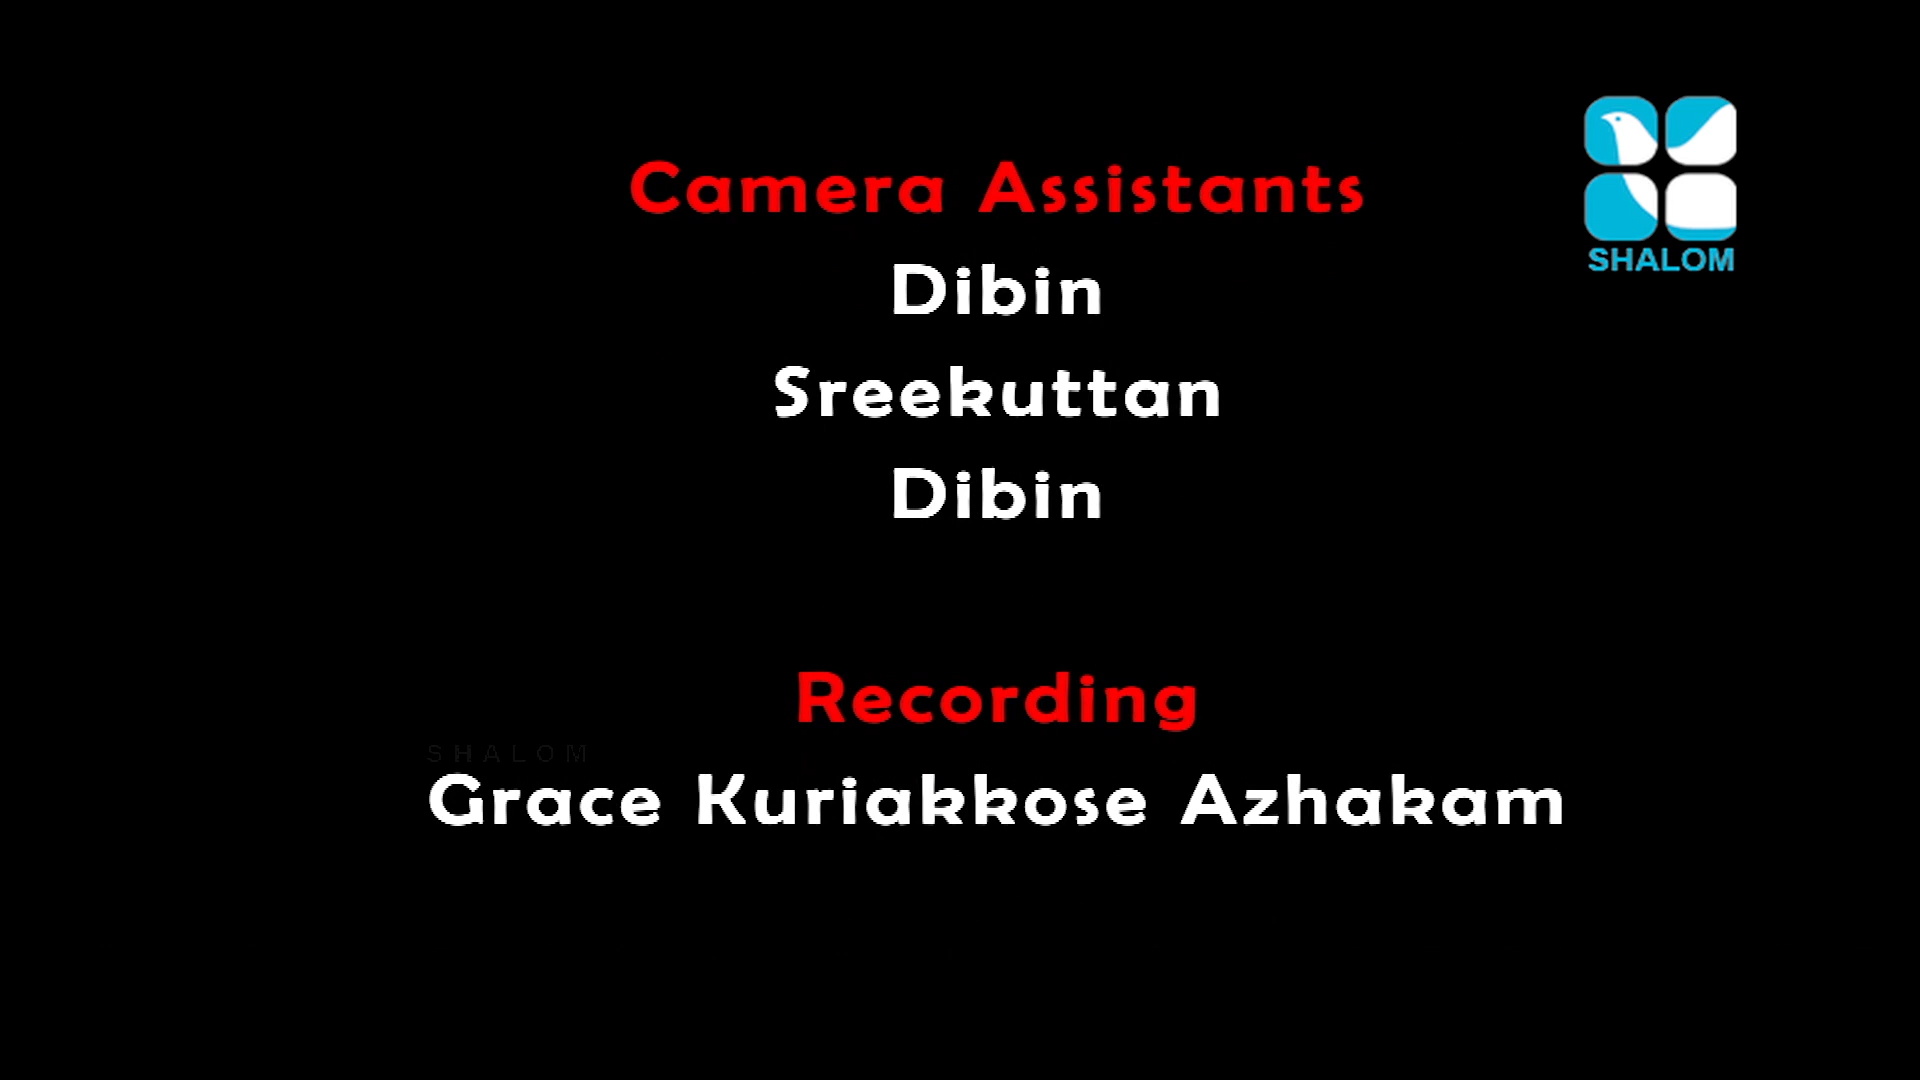 Camera Assistants
SHALOM
Dibin
Sreekuttan
Dibin
Recording
SHALOM
Grace Kuriakkose Azhakam